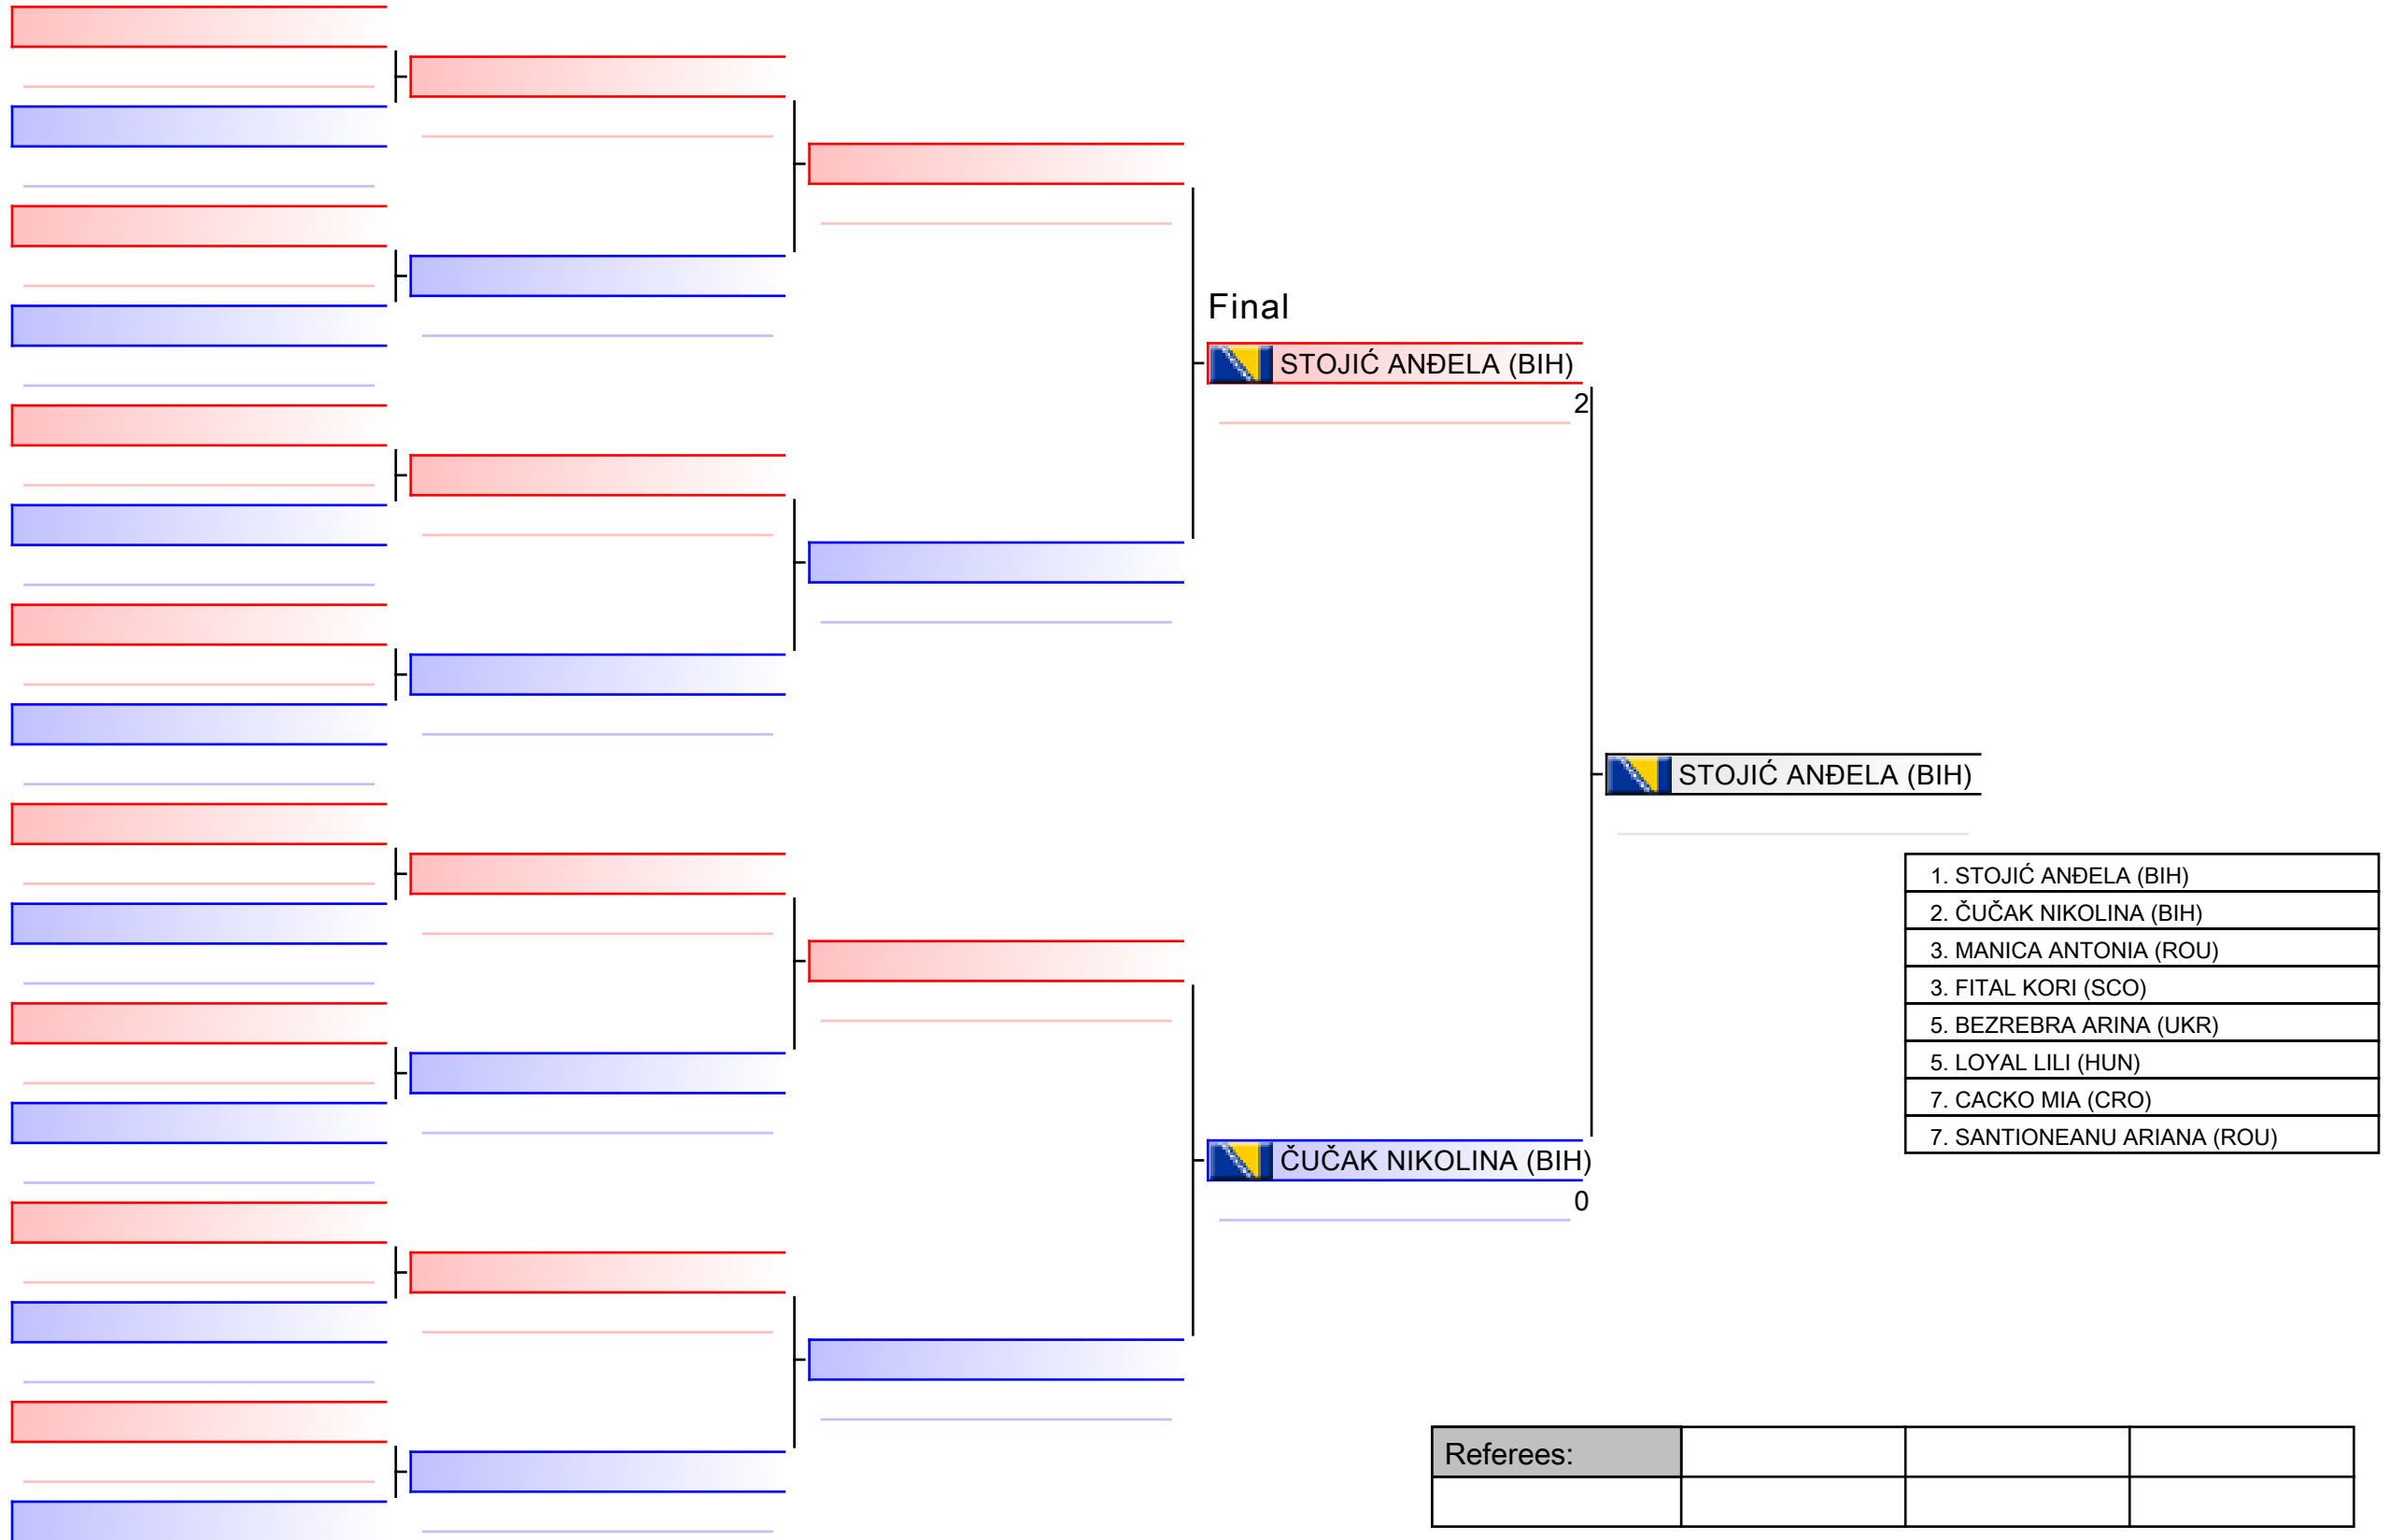 Final
STOJIĆ ANĐELA (BIH)
2
STOJIĆ ANĐELA (BIH)
1. STOJIĆ ANĐELA (BIH)
2. ČUČAK NIKOLINA (BIH)
3. MANICA ANTONIA (ROU)
3. FITAL KORI (SCO)
5. BEZREBRA ARINA (UKR)
5. LOYAL LILI (HUN)
7. CACKO MIA (CRO)
7. SANTIONEANU ARIANA (ROU)
ČUČAK NIKOLINA (BIH)
0
Referees: